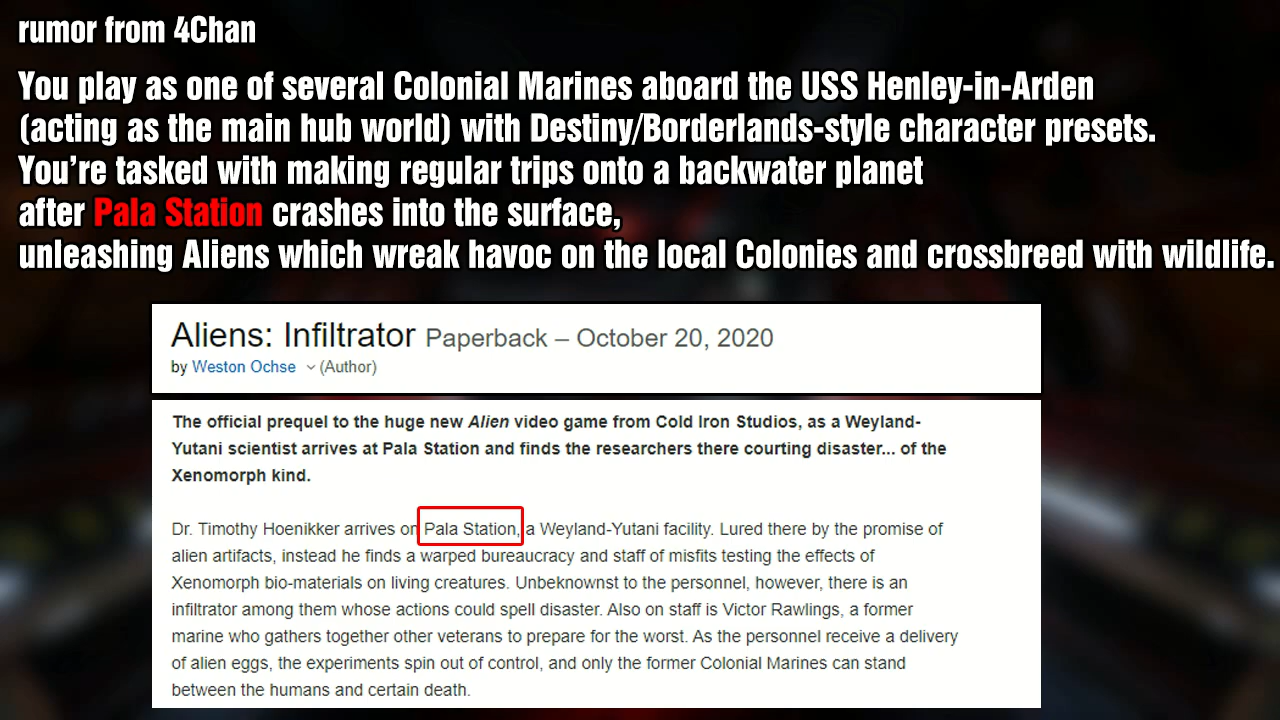 rumor from 4Chan
You play as one of several Colonial Marines aboard the USS Henley-in-Arden
(acting as the main hub world) with Destiny/Borderlands-style character presets.
You’re tasked with making regular trips onto a backwater planet
after Pala Station crashes into the surface,
unleashing Aliens which wreak havoc on the local Colonies and crossbreed with wildlife.
Aliens: Infiltrator Paperback – October 20, 2020
by Weston Ochse (Author)
The official prequel to the huge new Alien video game from Cold Iron Studios, as a Weyland-
Yutani scientist arrives at Pala Station and finds the researchers there courting disaster... of the
Xenomorph kind.
Dr. Timothy Hoenikker arrives on Pala Station, a Weyland-Yutani facility. Lured there by the promise of
alien artifacts, instead he finds a warped bureaucracy and staff of misfits testing the effects of
Xenomorph bio-materials on living creatures. Unbeknownst to the personnel, however, there is an
infiltrator among them whose actions could spell disaster. Also on staff is Victor Rawlings, a former
marine who gathers together other veterans to prepare for the worst. As the personnel receive a delivery
of alien eggs, the experiments spin out of control, and only the former Colonial Marines can stand
between the humans and certain death.